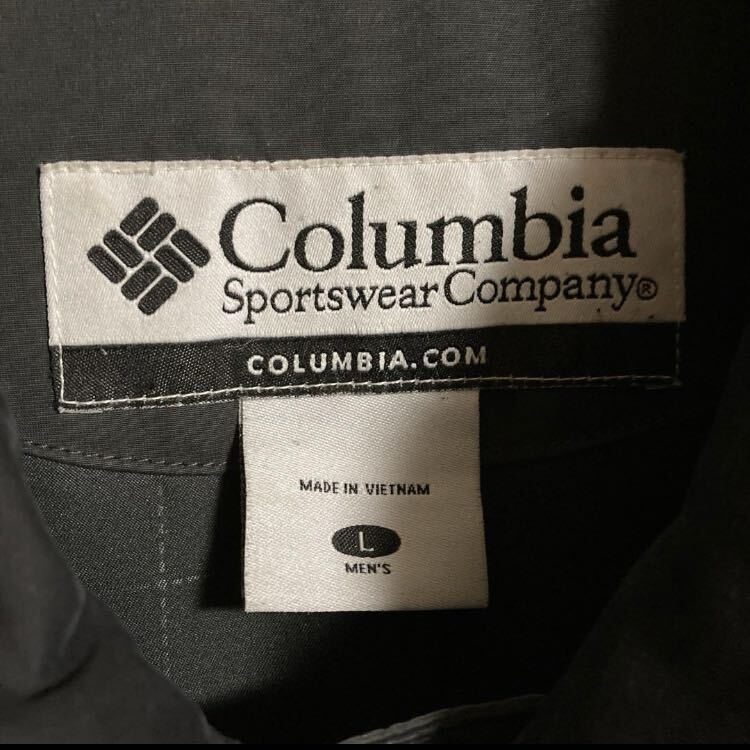 Columbia
Sportswear Company®
COLUMBIA.COM
MADE IN VIETNAM
L
MEN'S